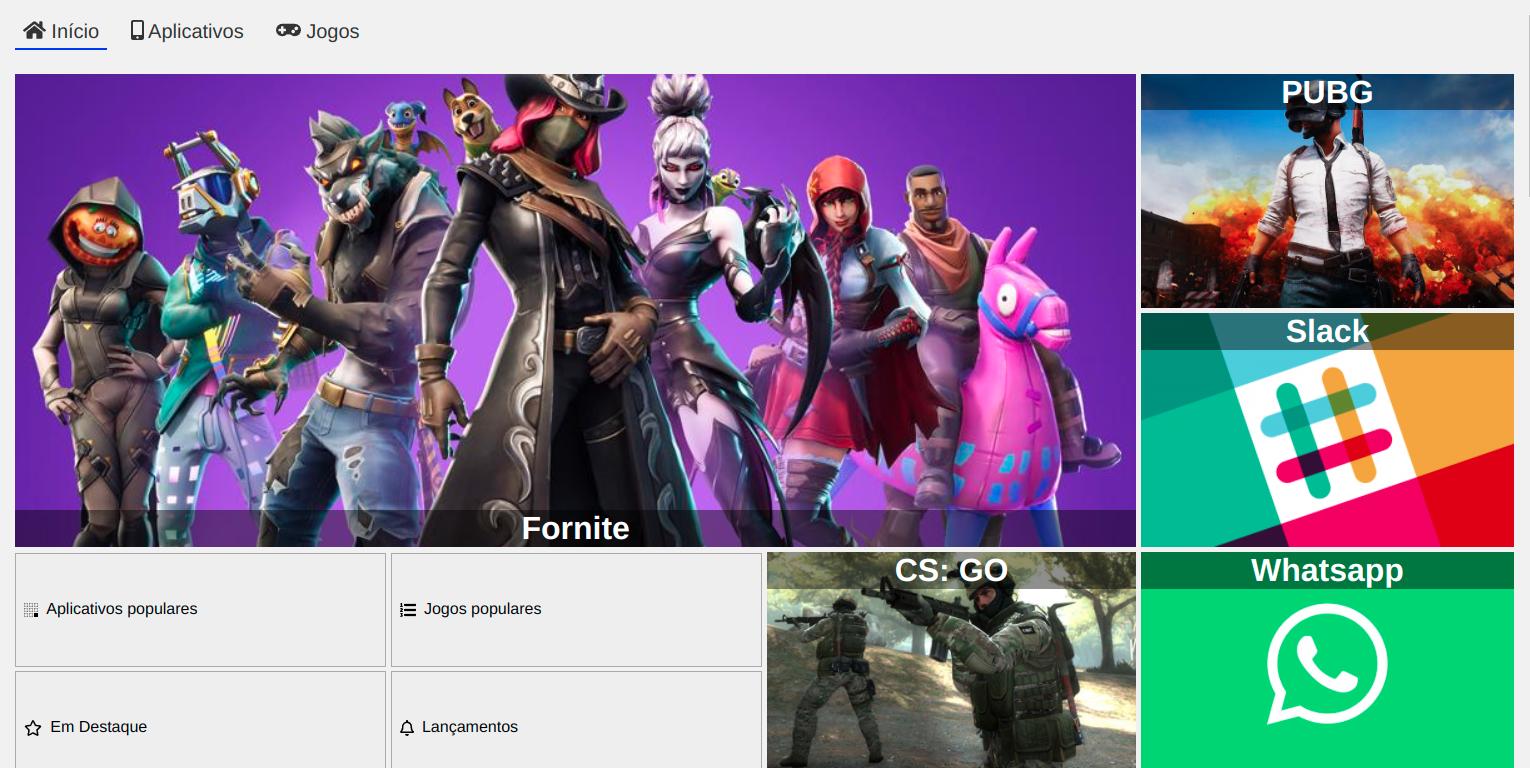 Início
Aplicativos
Jogos
PUBG
Slack
Fornite
CS: GO
Whatsapp
Aplicativos populares
Jogos populares
Em Destaque
Lançamentos